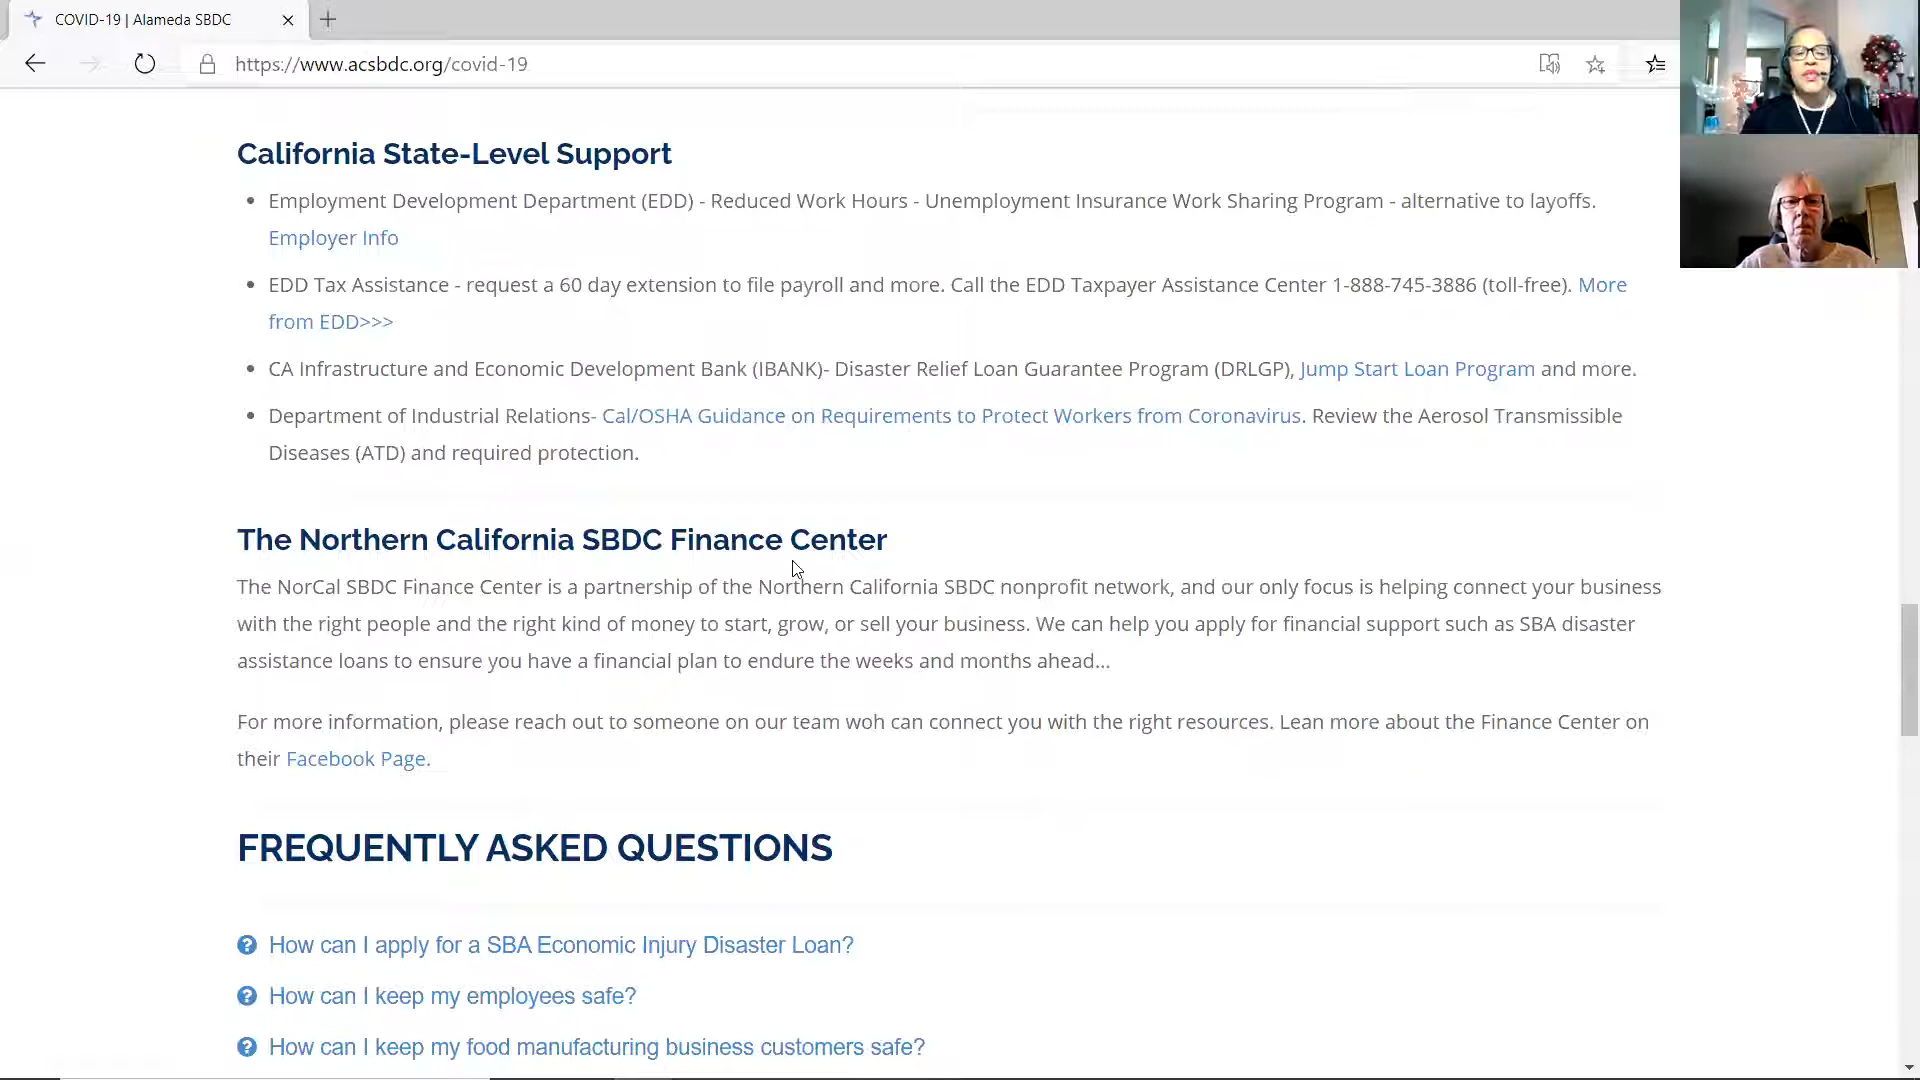 COVID-19 | Alameda SBDC
https://www.acsbdc.org/covid-19
California State-Level Support
Employment Development Department (EDD) - Reduced Work Hours - Unemployment Insurance Work Sharing Program - alternative to layoffs.
Employer Info
EDD Tax Assistance - request a 60 day extension to file payroll and more. Call the EDD Taxpayer Assistance Center 1-888-745-3886 (toll-free). More
from EDD>>>
CA Infrastructure and Economic Development Bank (IBANK)- Disaster Relief Loan Guarantee Program (DRLGP), Jump Start Loan Program and more.
Department of Industrial Relations- Cal/OSHA Guidance on Requirements to Protect Workers from Coronavirus. Review the Aerosol Transmissible
Diseases (ATD) and required protection.
The Northern California SBDC Finance Center
The NorCal SBDC Finance Center is a partnership of the Northern California SBDC nonprofit network, and our only focus is helping connect your business
with the right people and the right kind of money to start, grow, or sell your business. We can help you apply for financial support such as SBA disaster
assistance loans to ensure you have a financial plan to endure the weeks and months ahead...
For more information, please reach out to someone on our team woh can connect you with the right resources. Lean more about the Finance Center on
their Facebook Page.
FREQUENTLY ASKED QUESTIONS
How can I apply for a SBA Economic Injury Disaster Loan?
How can I keep my employees safe?
How can I keep my food manufacturing business customers safe?